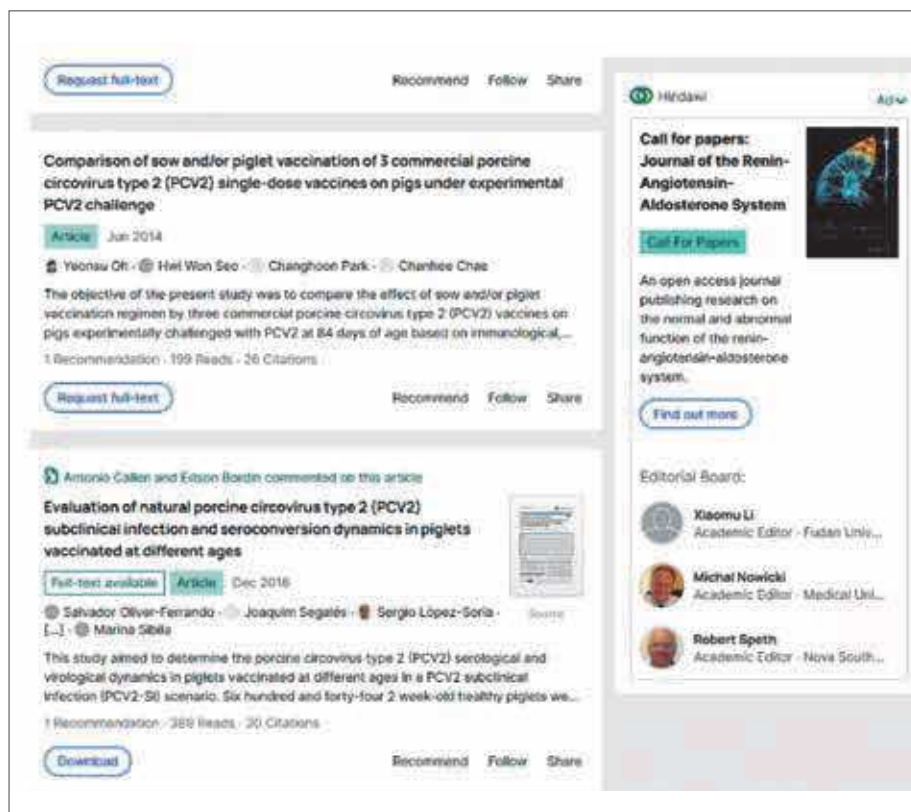 Request full-text
Recommend Follow Share
Comparison of sow and/or piglet vaccination of 3 commercial porcine
circovirus type 2 (PCV2) single-dose vaccines on pigs under experimental
PCV2 challenge
Article Jun 2014
Yeonsu Oh · Hwi Won Seo · Changhoon Park · Chanhee Chae
The objective of the present study was to compare the effect of sow and/or piglet
vaccination regimen by three commercial porcine circovirus type 2 (PCV2) vaccines on
pigs experimentally challenged with PCV2 at 84 days of age based on immunological,...
1 Recommendation · 199 Reads · 26 Citations
Request full-text
Recommend Follow Share
Antonio Callen and Edson Bordin commented on this article
Evaluation of natural porcine circovirus type 2 (PCV2)
subclinical infection and seroconversion dynamics in piglets
vaccinated at different ages
Full-text available Article Dec 2016
Salvador Oliver-Ferrando · Joaquim Segalés · Sergio López-Soria ·
[...] · Marina Sibila
Source
This study aimed to determine the porcine circovirus type 2 (PCV2) serological and
virological dynamics in piglets vaccinated at different ages in a PCV2 subclinical
infection (PCV2-SI) scenario. Six hundred and forty-four 2 week-old healthy piglets we...
1 Recommendation · 389 Reads · 30 Citations
Download
Recommend Follow Share
Hindawi
Ad
Call for papers:
Journal of the Renin-
Angiotensin-
Aldosterone System
Call For Papers
An open access journal
publishing research on
the normal and abnormal
function of the renin-
angiotensin-aldosterone
system.
Find out more
Editorial Board:
Xiaomu Li
Academic Editor · Fudan Univ...
Michal Nowicki
Academic Editor · Medical Uni...
Robert Speth
Academic Editor · Nova South...